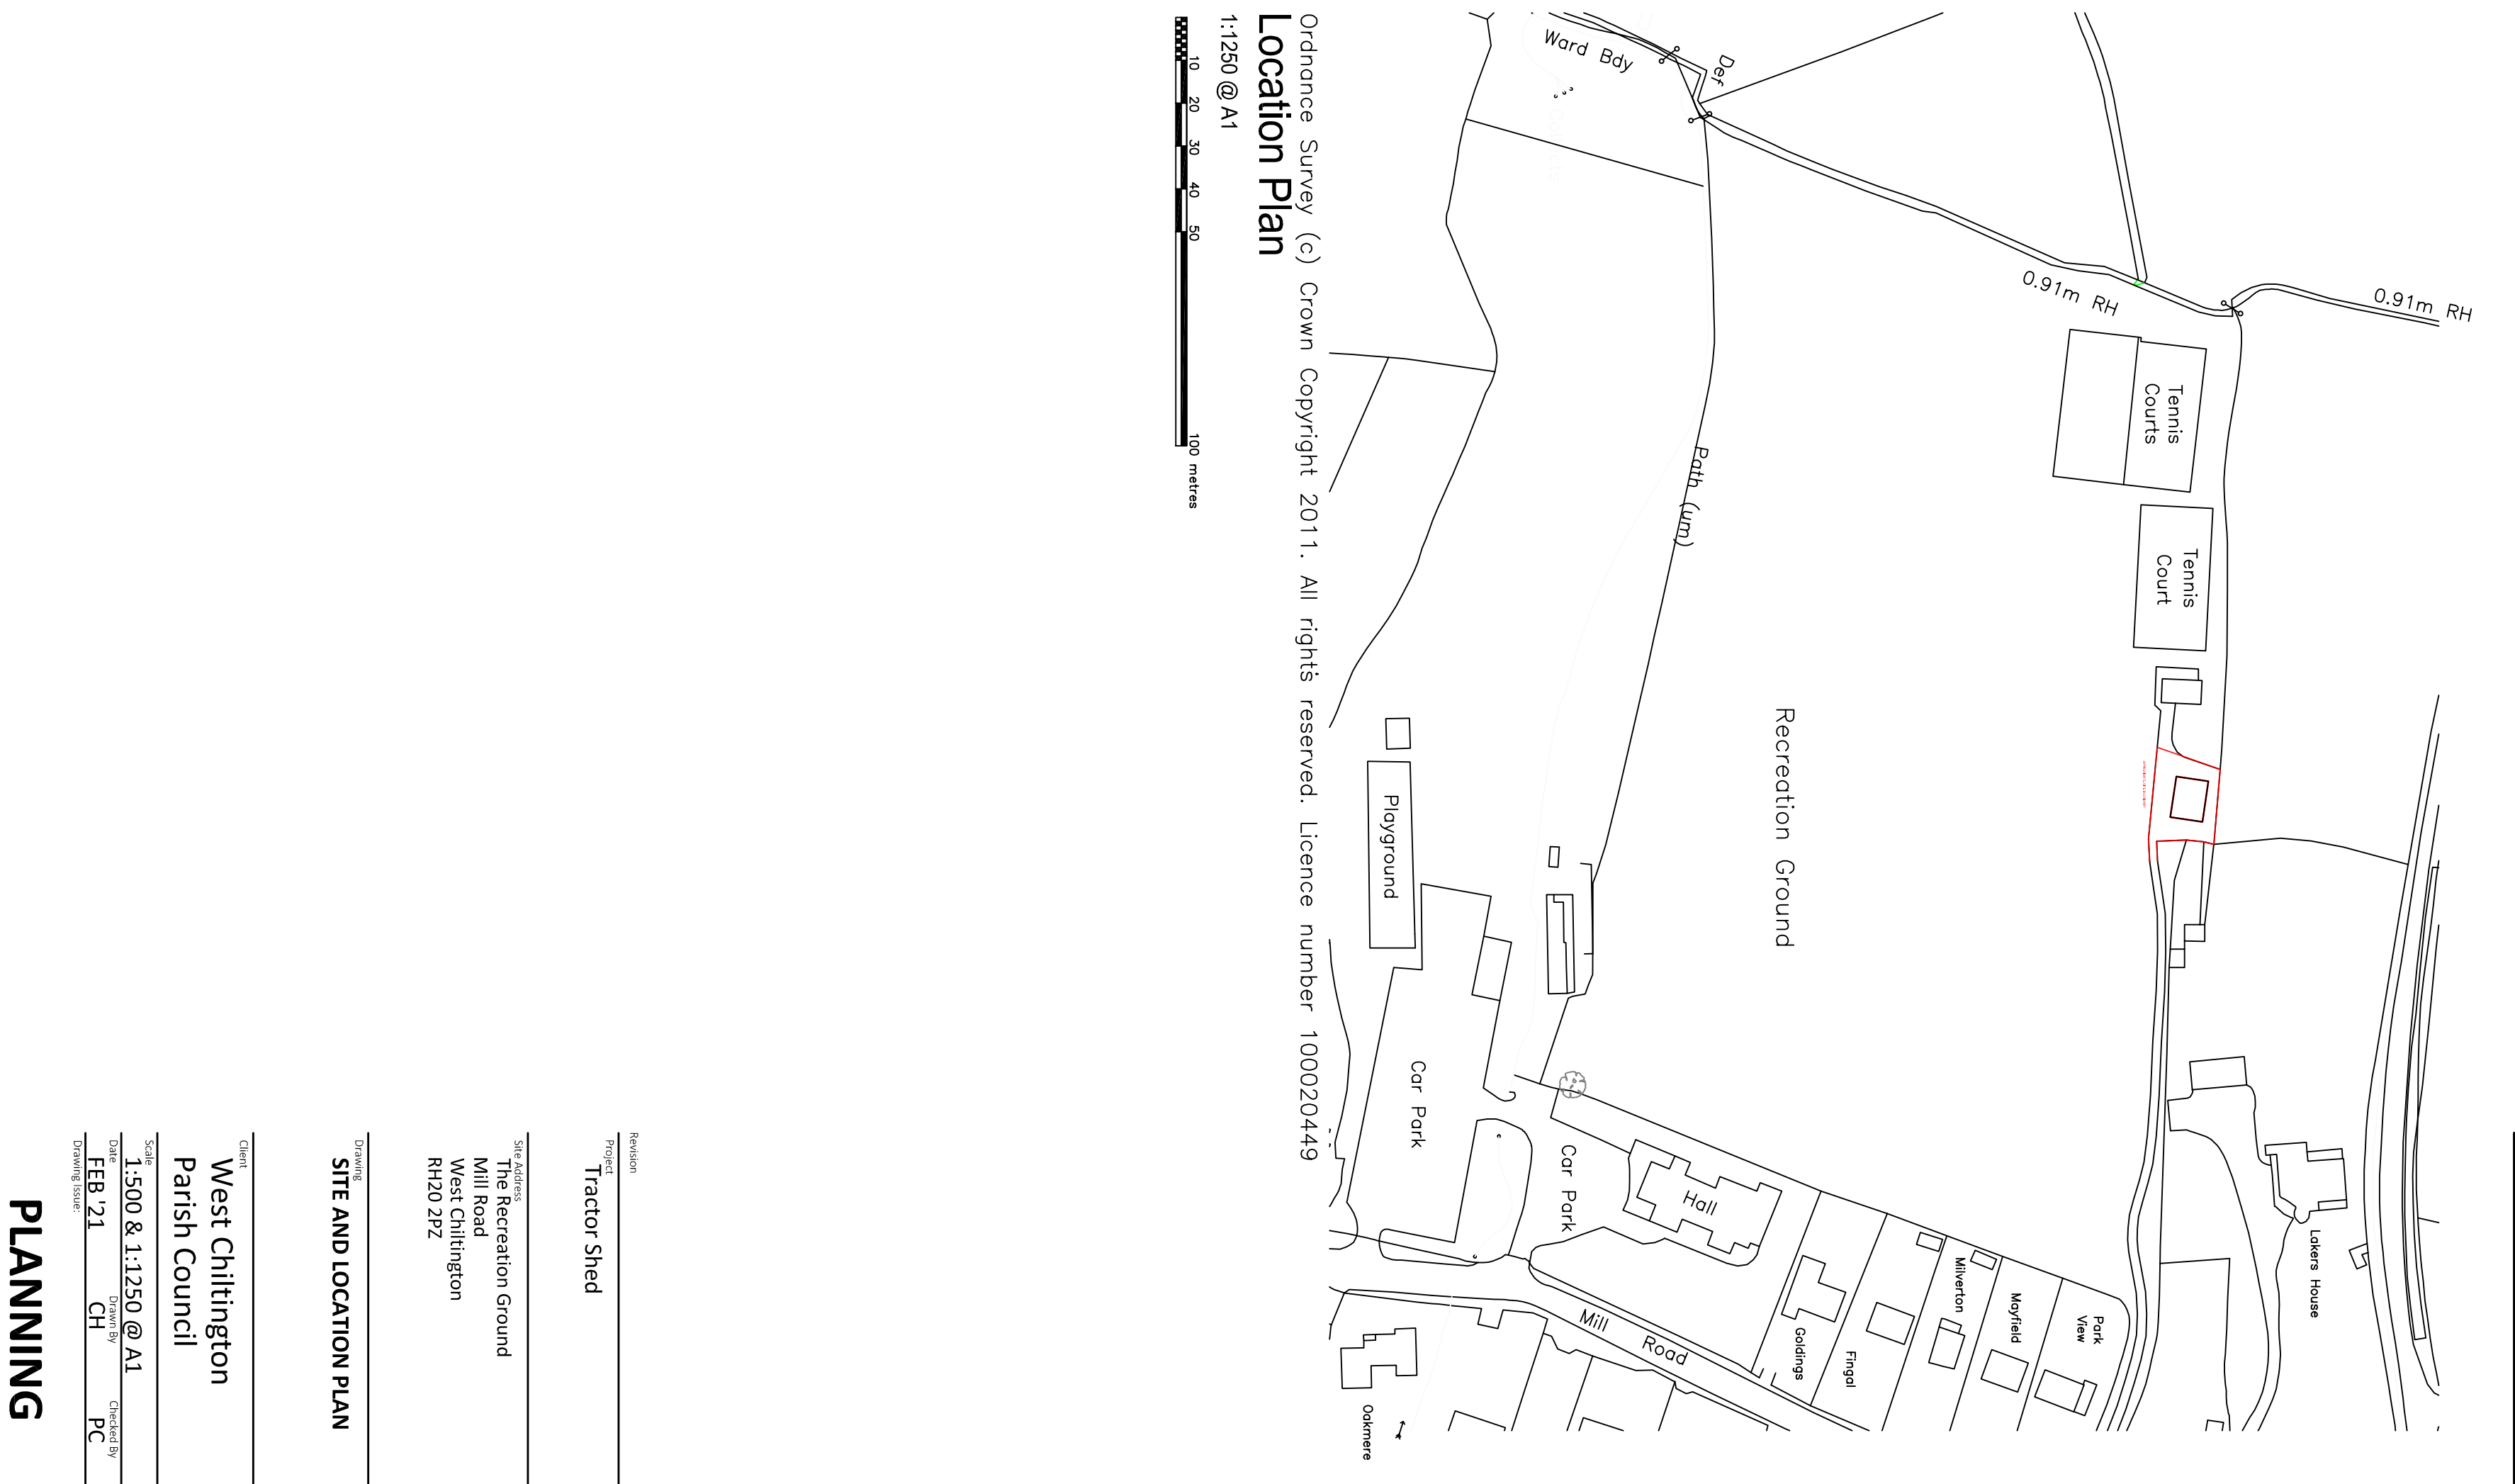 0.91m RH
0.91m RH
Def
Ward Bdy
Tennis
Courts
Tennis
Court
Path (um)
Recreation Ground
Playground
Car Park
Car Park
Hall
Lakers House
Park
View
Mayfield
Milverton
Fingal
Goldings
Mill Road
Oakmere
Ordnance Survey (c) Crown Copyright 2011. All rights reserved. Licence number 100020449
Location Plan
1:1250 @ A1
10 20 30 40 50 100 metres
Revision
Project
Tractor Shed
Site Address
The Recreation Ground
Mill Road
West Chiltington
RH20 2PZ
Drawing
SITE AND LOCATION PLAN
Client
West Chiltington
Parish Council
Scale
1:500 & 1:1250 @ A1
Date Drawn By Checked By
FEB '21 CH PC
Drawing Issue:
PLANNING